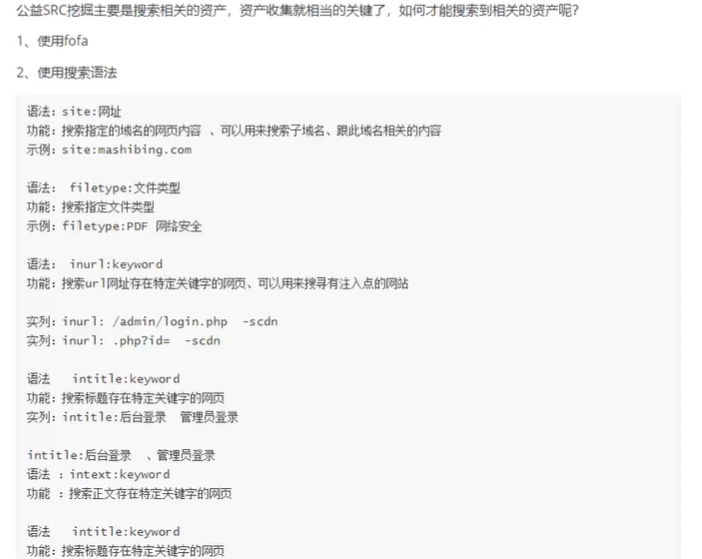 公益SRC挖掘主要是搜索相关的资产，资产收集就相当的关键了，如何才能搜索到相关的资产呢？
1、使用fofa
2、使用搜索语法
语法：site:网址
功能：搜索指定的域名的网页内容 、可以用来搜索子域名、跟此域名相关的内容
示例：site:mashibing.com
语法： filetype:文件类型
功能：搜索指定文件类型
示例：filetype:PDF 网络安全
语法： inurl:keyword
功能：搜索url网址存在特定关键字的网页、可以用来搜寻有注入点的网站
实列：inurl: /admin/login.php -scdn
实列：inurl: .php?id= -scdn
语法 intitle:keyword
功能：搜索标题存在特定关键字的网页
实列：intitle:后台登录 管理员登录
intitle:后台登录 、管理员登录
语法 ：intext:keyword
功能 ：搜索正文存在特定关键字的网页
语法 intitle:keyword
功能：搜索标题存在特定关键字的网页